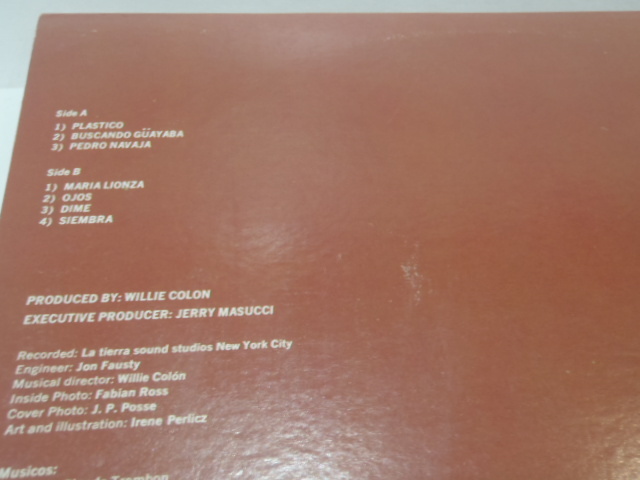 Side A
1) PLASTICO
2) BUSCANDO GÜAYABA
3) PEDRO NAVAJA
Side B
1) MARIA LIONZA
2) OJOS
3) DIME
4) SIEMBRA
PRODUCED BY: WILLIE COLON
EXECUTIVE PRODUCER: JERRY MASUCCI
Recorded: La tierra sound studios New York City
Engineer: Jon Fausty
Musical director: Willie Colón
Inside Photo: Fabian Ross
Cover Photo: J. P. Posse
Art and illustration: Irene Perlicz
Musicos:
Trombon